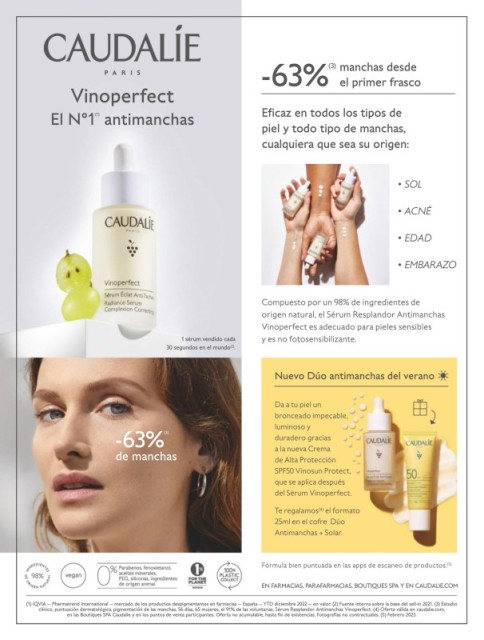 CAUDALÍE
PARIS
Vinoperfect
El Nº1⁽¹⁾ antimanchas
CAUDALÍE
Vinoperfect
Sérum Éclat Anti-Taches
Radiance Serum
Complexion Correcting
1 sérum vendido cada
30 segundos en el mundo⁽²⁾.
-63%⁽³⁾
de manchas
-63%⁽³⁾ manchas desde
el primer frasco
Eficaz en todos los tipos de
piel y todo tipo de manchas,
cualquiera que sea su origen:
• SOL
• ACNÉ
• EDAD
• EMBARAZO
Compuesto por un 98% de ingredientes de
origen natural, el Sérum Resplandor Antimanchas
Vinoperfect es adecuado para pieles sensibles
y es no fotosensibilizante.
Nuevo Dúo antimanchas del verano
Da a tu piel un
bronceado impecable,
luminoso y
duradero gracias
a la nueva Crema
de Alta Protección
SPF50 Vinosun Protect,
que se aplica después
del Sérum Vinoperfect.
Te regalamos⁽⁴⁾ el formato
25ml en el cofre Dúo
Antimanchas + Solar.
CAUDALÍE
CAUDALÍE
50
Fórmula bien puntuada en las apps de escaneo de productos.⁽⁵⁾
98%
vegan
0%
Parabenos, fenoxietanol,
aceites minerales,
PEG, siliconas, ingredientes
de origen animal.
FOR THE
PLANET
100%
PLASTIC
COLLECT
EN FARMACIAS, PARAFARMACIAS, BOUTIQUES SPA Y EN CAUDALIE.COM
(1) IQVIA – Pharmatrend international – mercado de los productos despigmentantes en farmacias – España – YTD diciembre 2022 – en valor. (2) Fuente interna sobre la base del sell-in 2021. (3) Estudio
clínico, puntuación dermatológica, pigmentación de las manchas, 56 días, 43 mujeres, el 91% de las voluntarias, Sérum Resplandor Antimanchas Vinoperfect. (4) Oferta válida en caudalie.com,
en las Boutiques SPA Caudalie y en los puntos de venta participantes. Oferta no acumulable, hasta fin de existencias. Fotografías no contractuales. (5) Febrero 2023.